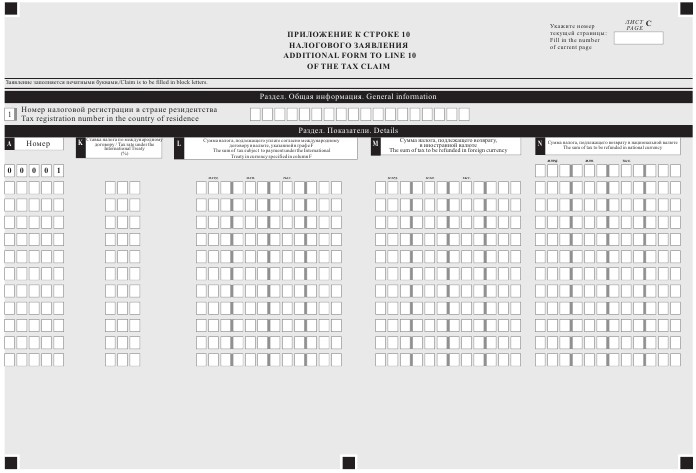 ПРИЛОЖЕНИЕ К СТРОКЕ 10
НАЛОГОВОГО ЗАЯВЛЕНИЯ
ADDITIONAL FORM TO LINE 10
OF THE TAX CLAIM
Укажите номер
текущей страницы:
Fill in the number
of current page
ЛИСТ C
PAGE
Заявление заполняется печатными буквами/Claim is to be filled in block letters.
Раздел. Общая информация. General information
1
Номер налоговой регистрации в стране резидентства
Tax registration number in the country of residence
Раздел. Показатели. Details
A Номер
K
Ставка налога по международному
договору / Tax rate under the
International Treaty
(%)
L
Сумма налога, подлежащего уплате согласно международному
договору в валюте, указанной в графе F
The sum of Tax subject to payment under the International
Treaty in currency specified in column F
M
Сумма налога, подлежащего возврату,
в иностранной валюте
The sum of tax to be refunded in foreign currency
N
Сумма налога, подлежащего возврату в национальной валюте
The sum of tax to be refunded in national currency
0 0 0 0 1
млрд. млн. тыс.
млрд. млн. тыс.
млрд. млн. тыс.